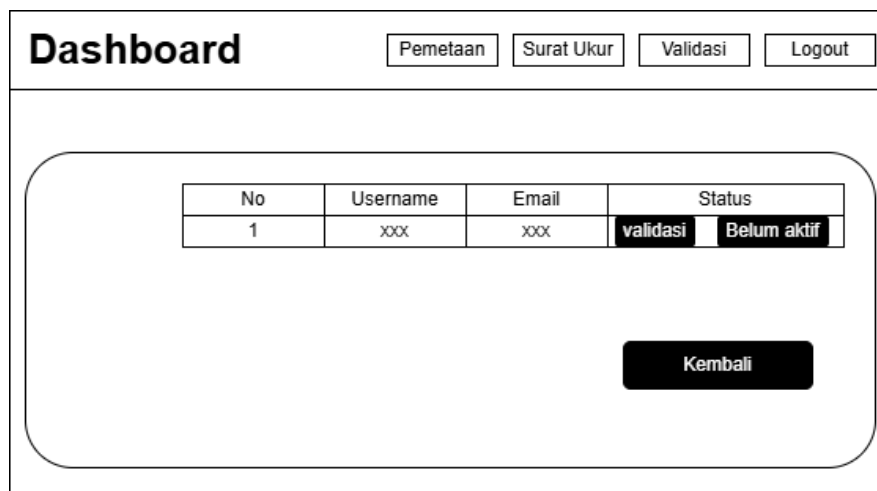 Dashboard Pemetaan Surat Ukur Validasi Logout
No Username Email Status
1 xxx xxx validasi Belum aktif
Kembali